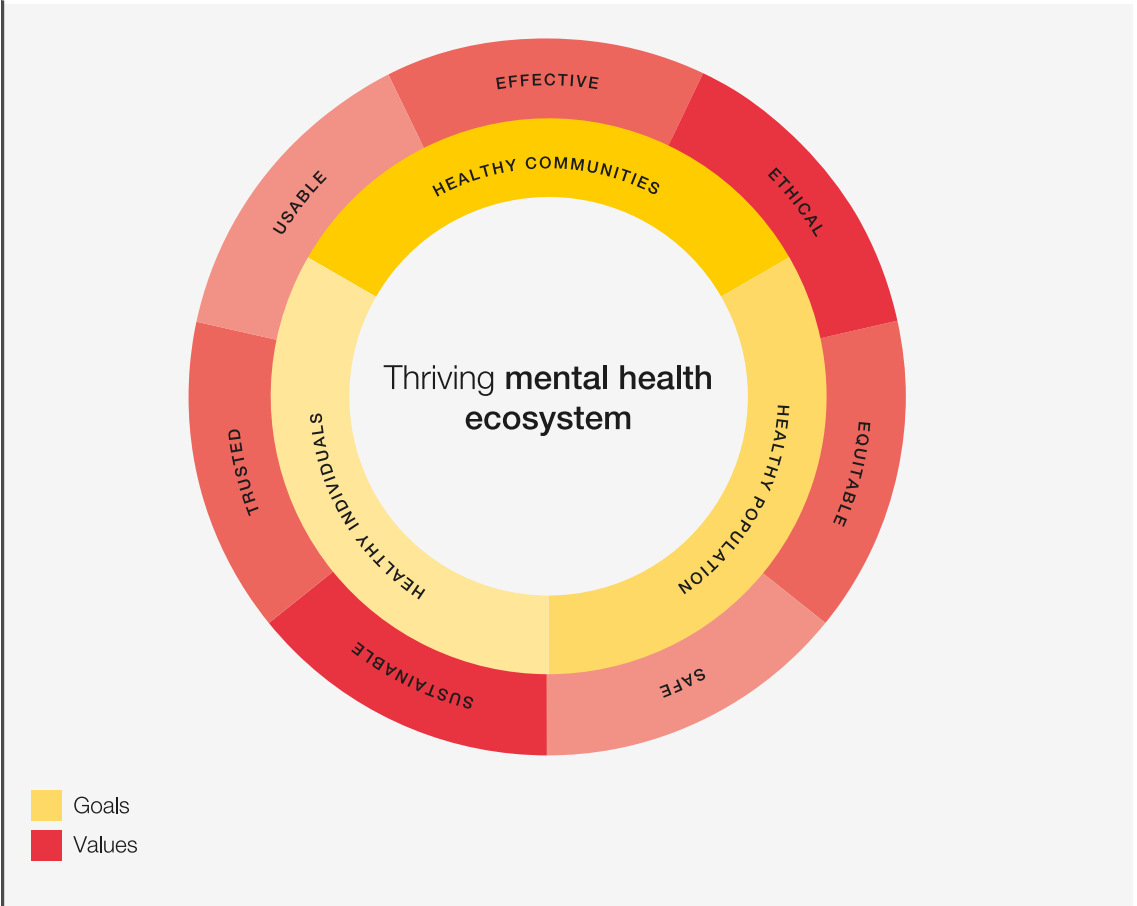 EFFECTIVE
ETHICAL
EQUITABLE
SAFE
SUSTAINABLE
TRUSTED
USABLE
HEALTHY COMMUNITIES
HEALTHY POPULATION
HEALTHY INDIVIDUALS
Thriving mental health
ecosystem
Goals
Values